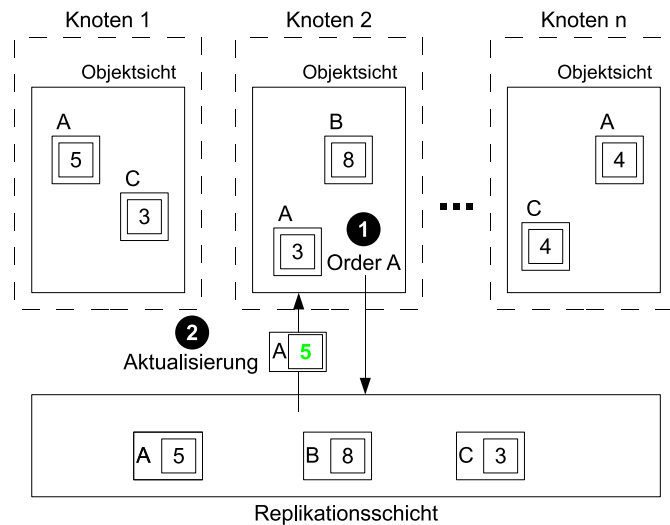 Knoten 1 Knoten 2 Knoten n
Objektsicht Objektsicht Objektsicht
A B A
5 8 4
C
3
A 1 C
3 Order A 4
2
Aktualisierung A 5
A 5 B 8 C 3
Replikationsschicht